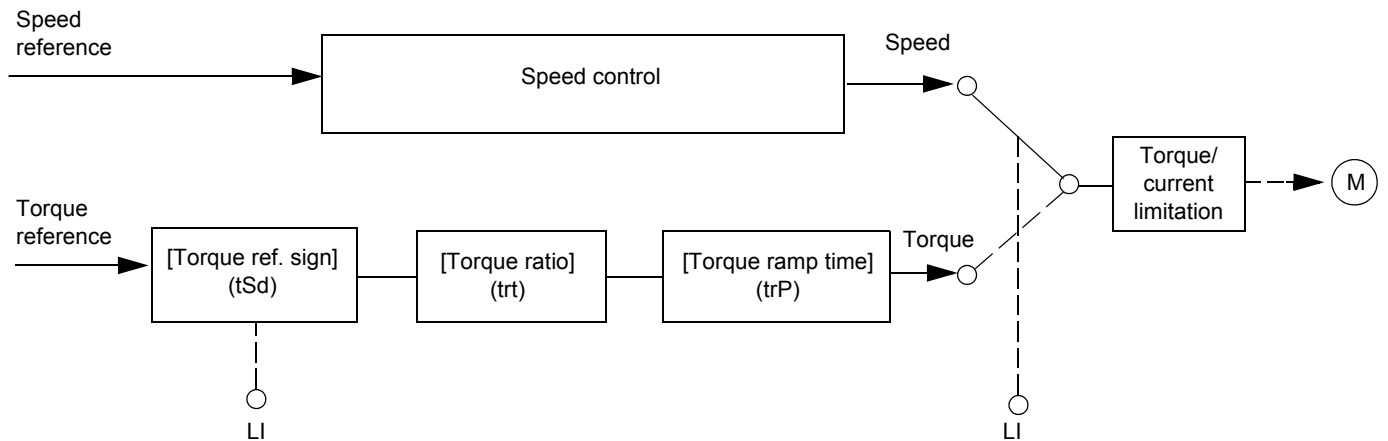 Speed
reference
Speed control
Speed
Torque/
current
limitation
M
Torque
reference
[Torque ref. sign]
(tSd)
[Torque ratio]
(trt)
[Torque ramp time]
(trP)
Torque
LI
LI